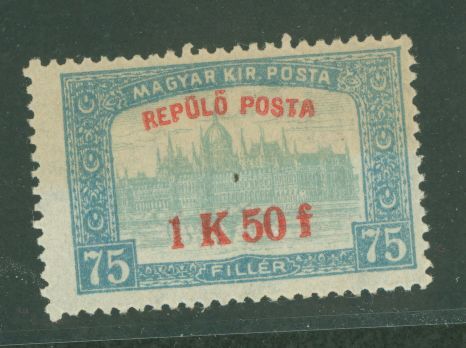 MAGYAR KIR. POSTA
REPÜLŐ POSTA
1 K 50 f
75 FILLÉR 75